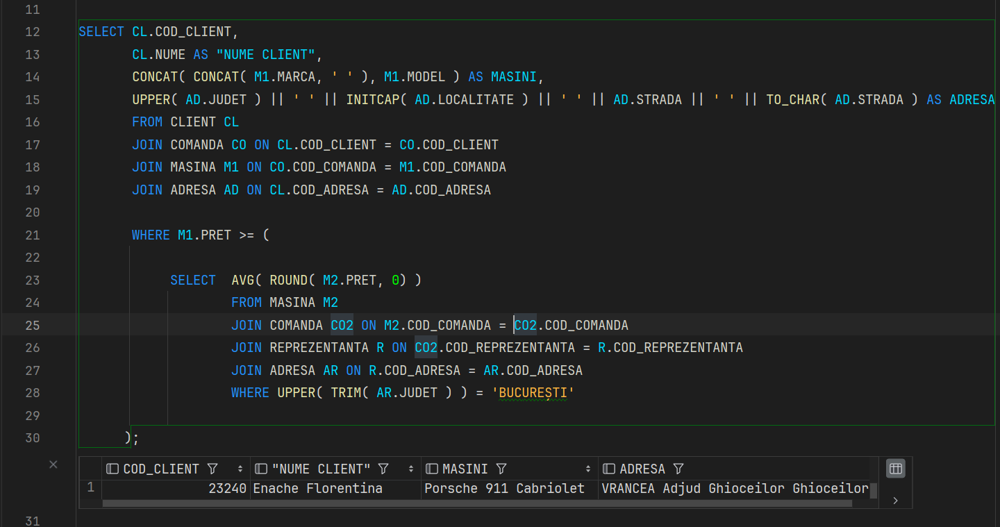 11
12 SELECT CL.COD_CLIENT,
13 CL.NUME AS "NUME CLIENT",
14 CONCAT( CONCAT( M1.MARCA, ' ' ), M1.MODEL ) AS MASINI,
15 UPPER( AD.JUDET ) || ' ' || INITCAP( AD.LOCALITATE ) || ' ' || AD.STRADA || ' ' || TO_CHAR( AD.STRADA ) AS ADRESA
16 FROM CLIENT CL
17 JOIN COMANDA CO ON CL.COD_CLIENT = CO.COD_CLIENT
18 JOIN MASINA M1 ON CO.COD_COMANDA = M1.COD_COMANDA
19 JOIN ADRESA AD ON CL.COD_ADRESA = AD.COD_ADRESA
20
21 WHERE M1.PRET >= (
22
23 SELECT AVG( ROUND( M2.PRET, 0) )
24 FROM MASINA M2
25 JOIN COMANDA CO2 ON M2.COD_COMANDA = CO2.COD_COMANDA
26 JOIN REPREZENTANTA R ON CO2.COD_REPREZENTANTA = R.COD_REPREZENTANTA
27 JOIN ADRESA AR ON R.COD_ADRESA = AR.COD_ADRESA
28 WHERE UPPER( TRIM( AR.JUDET ) ) = 'BUCUREȘTI'
29
30 );
COD_CLIENT "NUME CLIENT" MASINI ADRESA
1 23240 Enache Florentina Porsche 911 Cabriolet VRANCEA Adjud Ghioceilor Ghioceilor
31